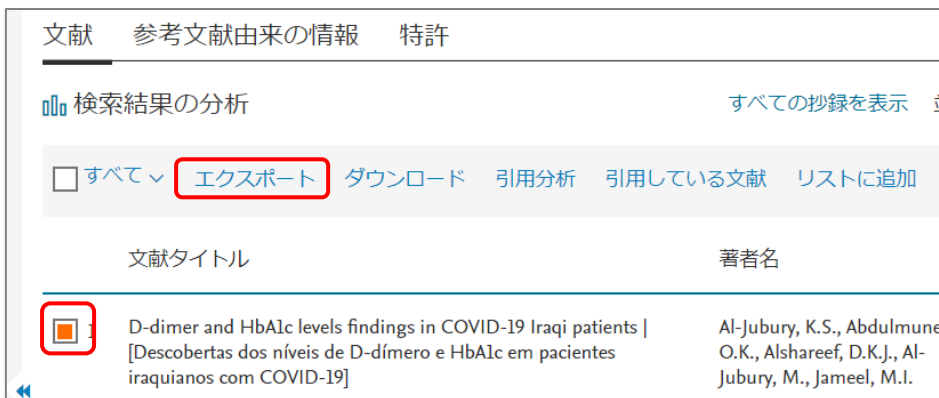 文献 参考文献由来の情報 特許
検索結果の分析 すべての抄録を表示
すべて エクスポート ダウンロード 引用分析 引用している文献 リストに追加
文献タイトル 著者名
D-dimer and HbA1c levels findings in COVID-19 Iraqi patients | Al-Jubury, K.S., Abdulmune
[Descobertas dos níveis de D-dímero e HbA1c em pacientes O.K., Alshareef, D.K.J., Al-
iraquianos com COVID-19] Jubury, M., Jameel, M.I.